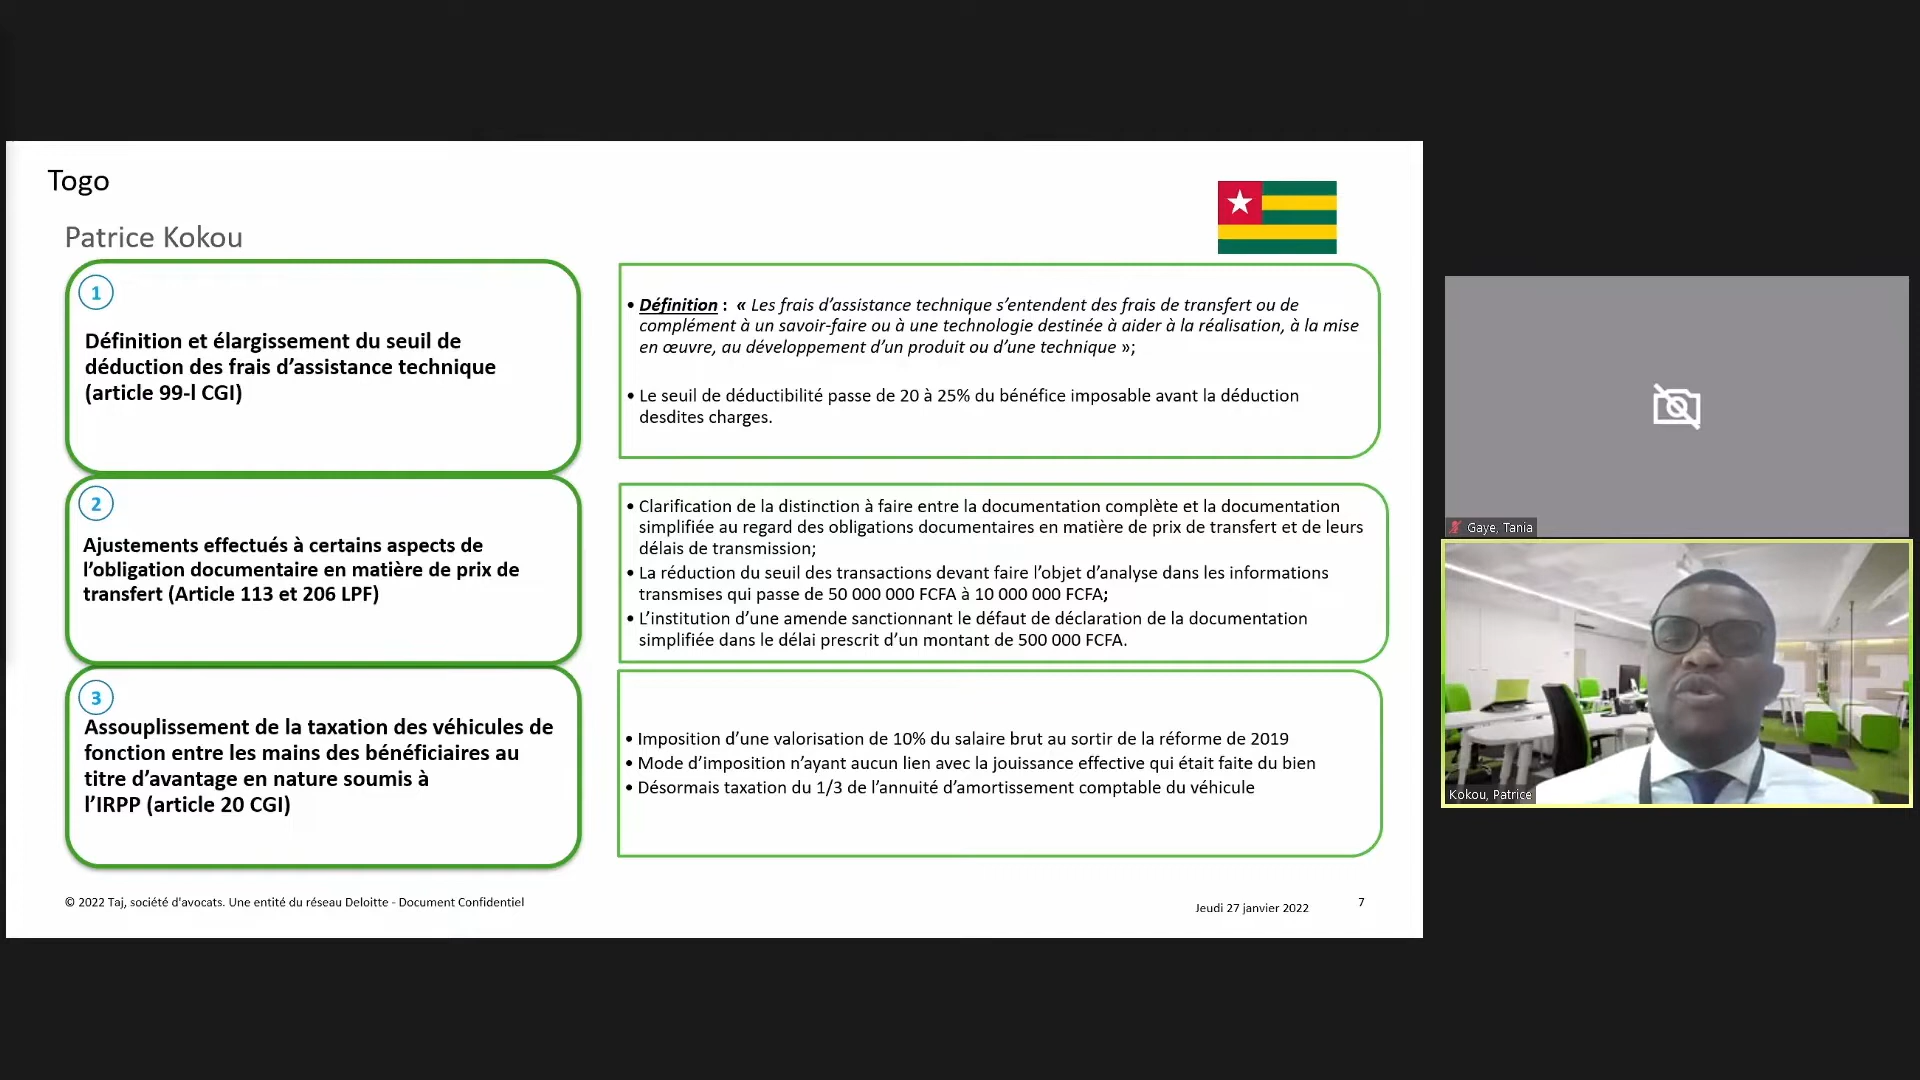 Togo
Patrice Kokou
1
Définition et élargissement du seuil de
déduction des frais d’assistance technique
(article 99-l CGI)
• Définition : « Les frais d’assistance technique s’entendent des frais de transfert ou de
complément à un savoir-faire ou à une technologie destinée à aider à la réalisation, à la mise
en œuvre, au développement d’un produit ou d’une technique »;
• Le seuil de déductibilité passe de 20 à 25% du bénéfice imposable avant la déduction
desdites charges.
2
Ajustements effectués à certains aspects de
l’obligation documentaire en matière de prix de
transfert (Article 113 et 206 LPF)
• Clarification de la distinction à faire entre la documentation complète et la documentation
simplifiée au regard des obligations documentaires en matière de prix de transfert et de leurs
délais de transmission;
• La réduction du seuil des transactions devant faire l’objet d’analyse dans les informations
transmises qui passe de 50 000 000 FCFA à 10 000 000 FCFA;
• L’institution d’une amende sanctionnant le défaut de déclaration de la documentation
simplifiée dans le délai prescrit d’un montant de 500 000 FCFA.
3
Assouplissement de la taxation des véhicules de
fonction entre les mains des bénéficiaires au
titre d’avantage en nature soumis à
l’IRPP (article 20 CGI)
• Imposition d’une valorisation de 10% du salaire brut au sortir de la réforme de 2019
• Mode d’imposition n’ayant aucun lien avec la jouissance effective qui était faite du bien
• Désormais taxation du 1/3 de l’annuité d’amortissement comptable du véhicule
© 2022 Taj, société d'avocats. Une entité du réseau Deloitte - Document Confidentiel
Jeudi 27 janvier 2022
7
Gaye, Tania
Kokou, Patrice